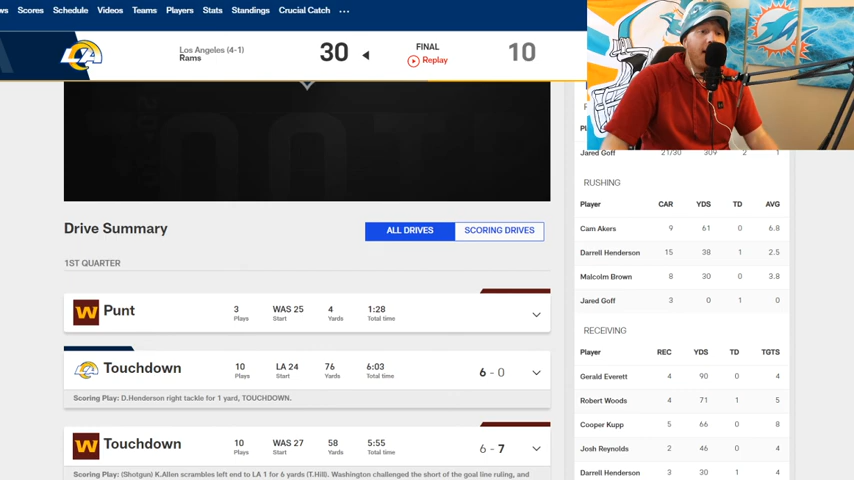 ws Scores Schedule Videos Teams Players Stats Standings Crucial Catch ...
Los Angeles (4-1)
Rams
30
FINAL
Replay
10
Drive Summary
ALL DRIVES
SCORING DRIVES
1ST QUARTER
W Punt
3 Plays
WAS 25 Start
4 Yards
1:28 Total time
Touchdown
10 Plays
LA 24 Start
76 Yards
6:03 Total time
6 - 0
Scoring Play: D.Henderson right tackle for 1 yard, TOUCHDOWN.
W Touchdown
10 Plays
WAS 27 Start
58 Yards
5:55 Total time
6 - 7
Scoring Play: (Shotgun) K.Allen scrambles left end to LA 1 for 6 yards (T.Hill). Washington challenged the short of the goal line ruling, and
Jared Goff 21/30 309 2 1
RUSHING
Player CAR YDS TD AVG
Cam Akers 9 61 0 6.8
Darrell Henderson 15 38 1 2.5
Malcolm Brown 8 30 0 3.8
Jared Goff 3 0 1 0
RECEIVING
Player REC YDS TD TGTS
Gerald Everett 4 90 0 4
Robert Woods 4 71 1 5
Cooper Kupp 5 66 0 8
Josh Reynolds 2 46 0 4
Darrell Henderson 3 30 1 4